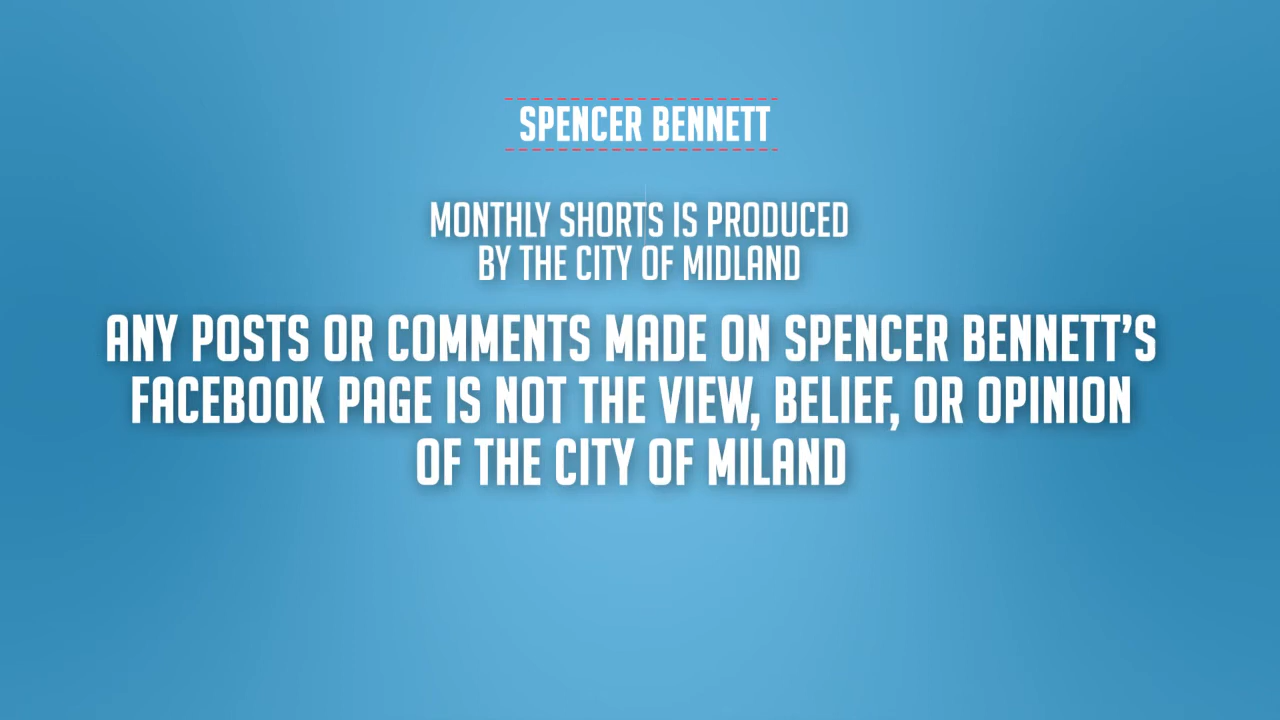 SPENCER BENNETT
MONTHLY SHORTS IS PRODUCED
BY THE CITY OF MIDLAND
ANY POSTS OR COMMENTS MADE ON SPENCER BENNETT’S
FACEBOOK PAGE IS NOT THE VIEW, BELIEF, OR OPINION
OF THE CITY OF MILAND